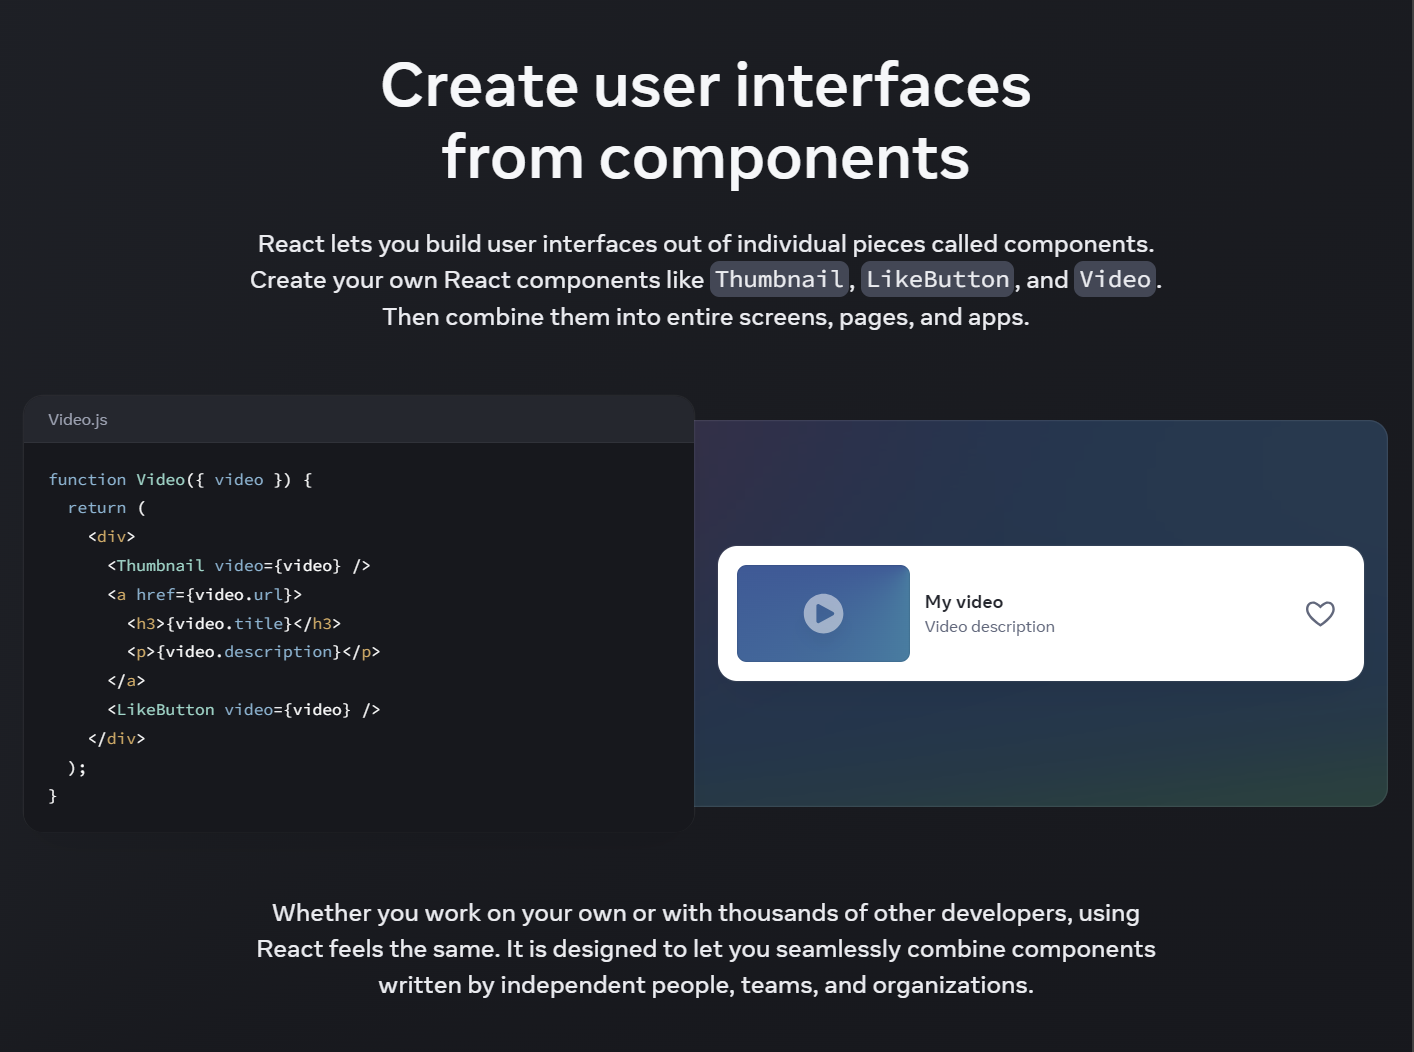 Create user interfaces
from components
React lets you build user interfaces out of individual pieces called components.
Create your own React components like Thumbnail, LikeButton, and Video.
Then combine them into entire screens, pages, and apps.
Video.js
function Video({ video }) {
  return (
    <div>
      <Thumbnail video={video} />
      <a href={video.url}>
        <h3>{video.title}</h3>
        <p>{video.description}</p>
      </a>
      <LikeButton video={video} />
    </div>
  );
}
My video
Video description
Whether you work on your own or with thousands of other developers, using
React feels the same. It is designed to let you seamlessly combine components
written by independent people, teams, and organizations.